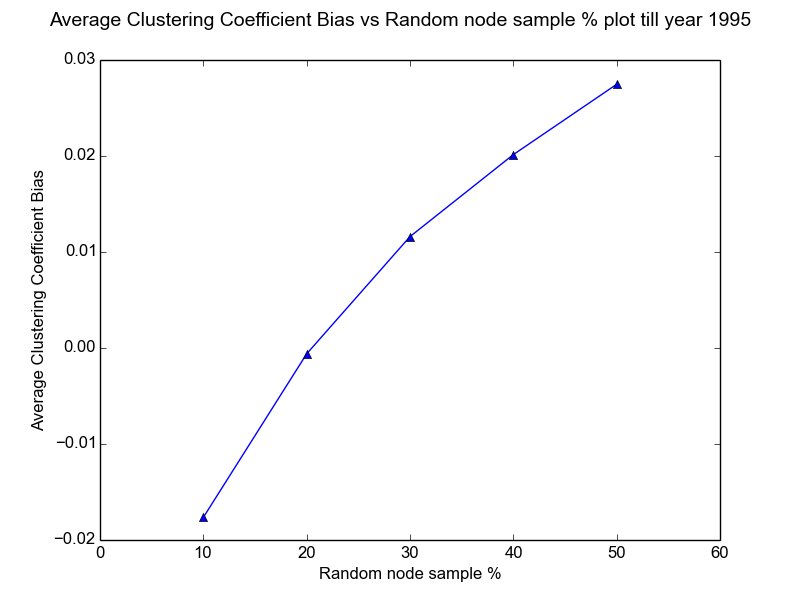 Average Clustering Coefficient Bias vs Random node sample % plot till year 1995
0.03
0.02
0.01
0.00
−0.01
−0.02
Average Clustering Coefficient Bias
0 10 20 30 40 50 60
Random node sample %